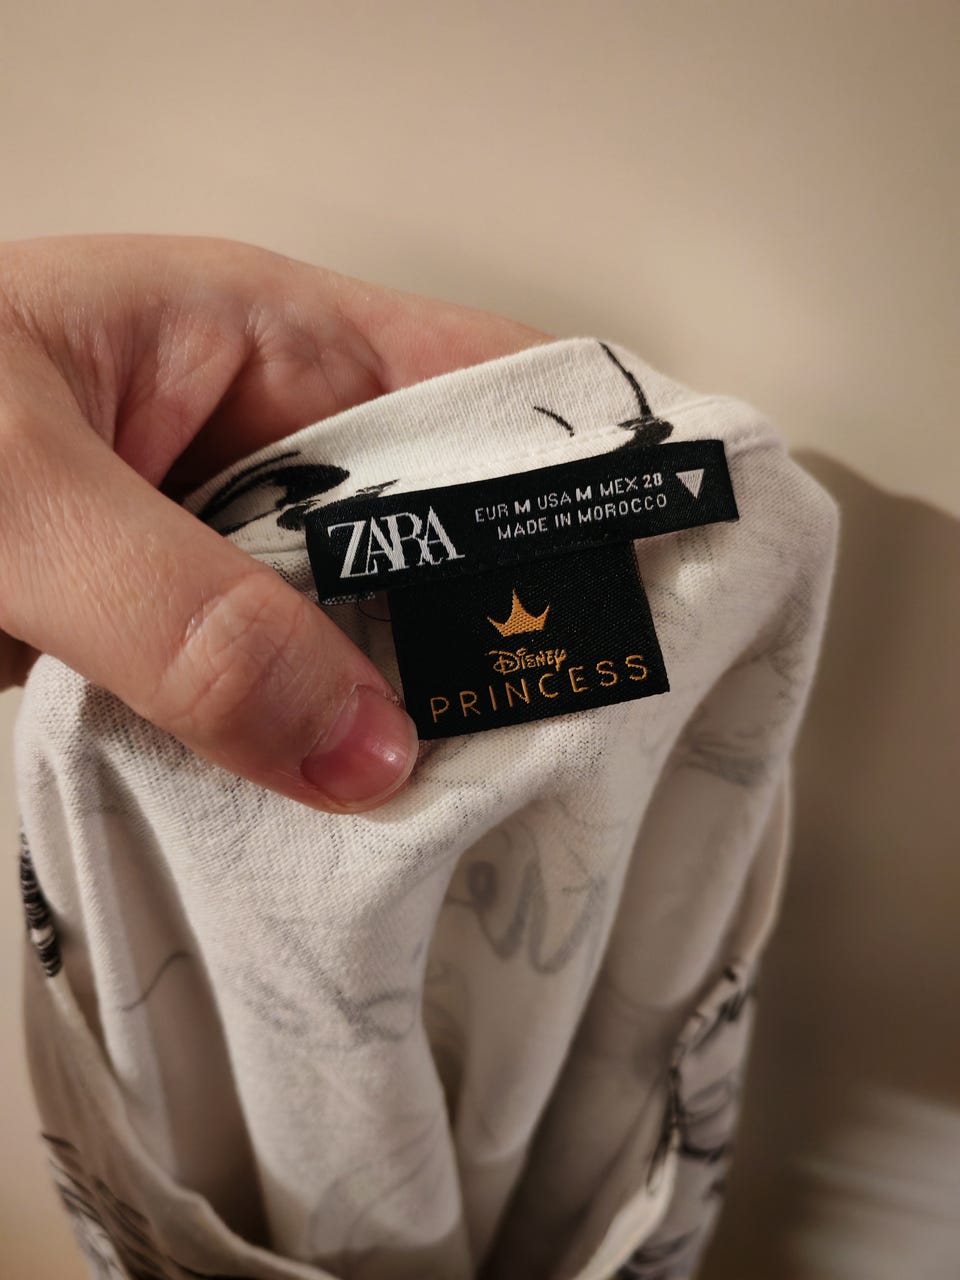 ZARA
EUR M USA M MEX 28
MADE IN MOROCCO
Disney
PRINCESS